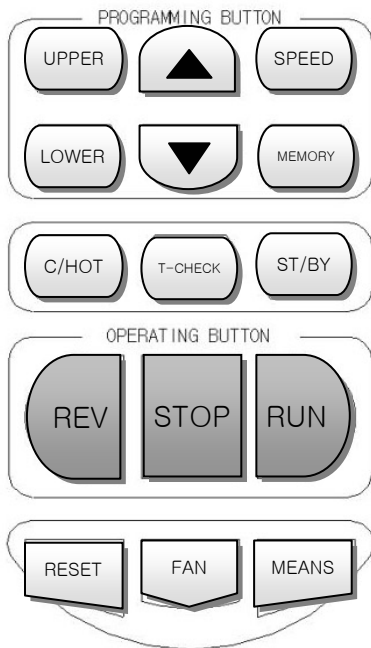 PROGRAMMING BUTTON
UPPER SPEED
LOWER MEMORY
C/HOT T-CHECK ST/BY
OPERATING BUTTON
REV STOP RUN
RESET FAN MEANS